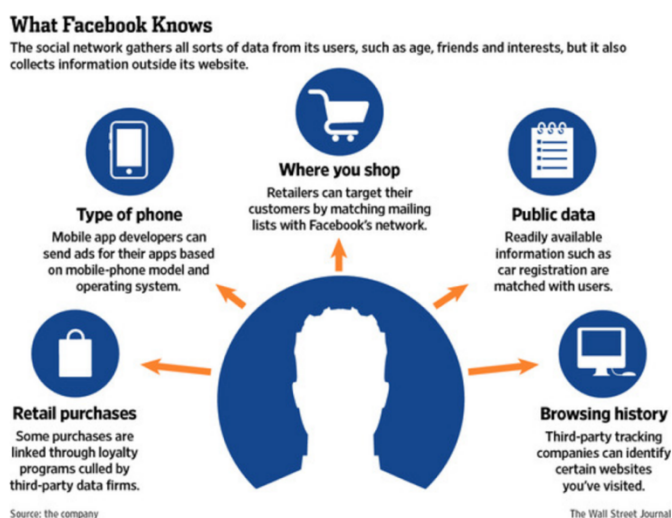 What Facebook Knows
The social network gathers all sorts of data from its users, such as age, friends and interests, but it also
collects information outside its website.
Where you shop
Retailers can target their
customers by matching mailing
lists with Facebook's network.
Type of phone
Mobile app developers can
send ads for their apps based
on mobile-phone model and
operating system.
Public data
Readily available
information such as
car registration are
matched with users.
Retail purchases
Some purchases are
linked through loyalty
programs culled by
third-party data firms.
Browsing history
Third-party tracking
companies can identify
certain websites
you've visited.
Source: the company
The Wall Street Journal